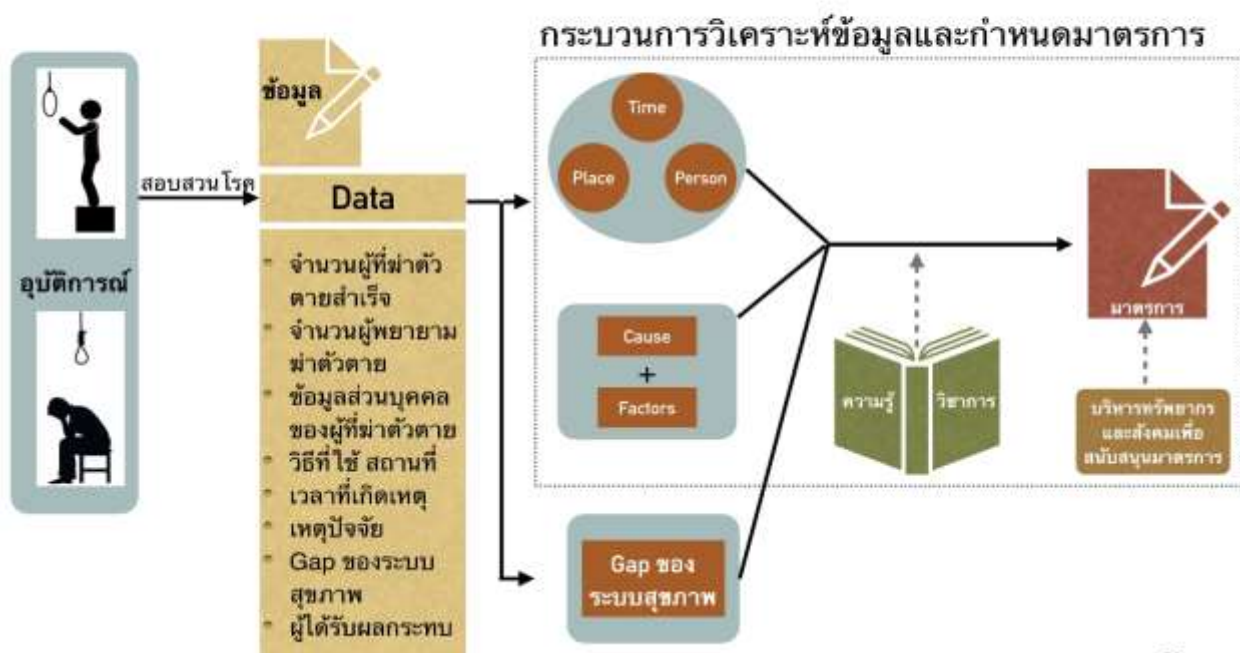 กระบวนการวิเคราะห์ข้อมูลและกำหนดมาตรการ
อุบัติการณ์
สอบสวนโรค
ข้อมูล
Data
จำนวนผู้ที่ฆ่าตัว
ตายสำเร็จ
จำนวนผู้พยายาม
ฆ่าตัวตาย
ข้อมูลส่วนบุคคล
ของผู้ที่ฆ่าตัวตาย
วิธีที่ใช้ สถานที่
เวลาที่เกิดเหตุ
เหตุปัจจัย
Gap ของระบบ
สุขภาพ
ผู้ได้รับผลกระทบ
Time
Place
Person
Cause
+
Factors
Gap ของ
ระบบสุขภาพ
ความรู้
วิชาการ
มาตรการ
บริหารทรัพยากร
และสังคมเพื่อ
สนับสนุนมาตรการ